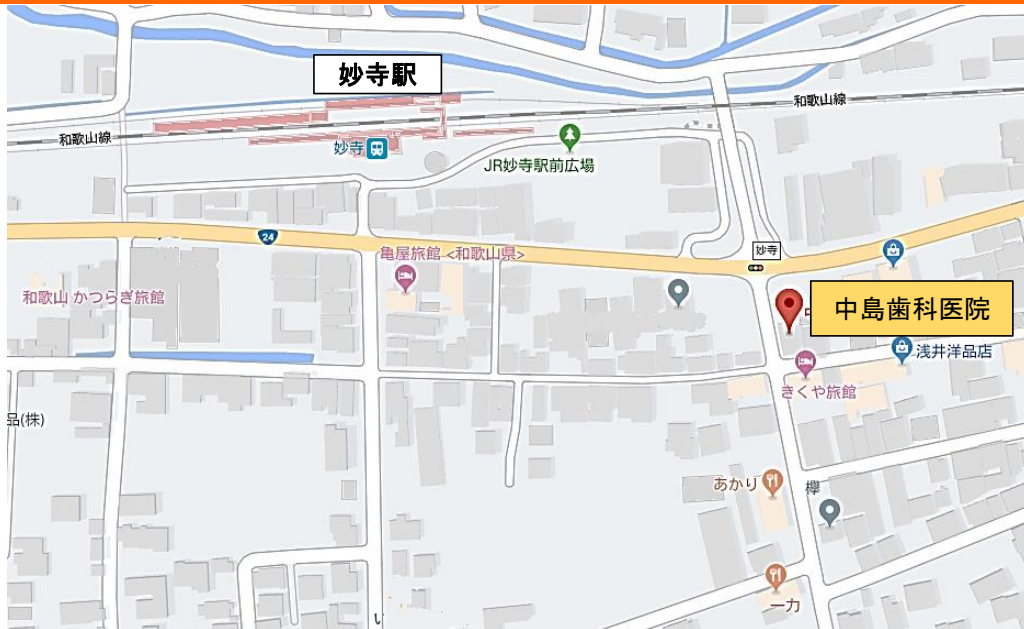 妙寺駅
和歌山線
和歌山線
妙寺
JR妙寺駅前広場
24
妙寺
亀屋旅館 <和歌山県>
和歌山 かつらぎ旅館
中島歯科医院
浅井洋品店
きくや旅館
品(株)
あかり
欅
一力